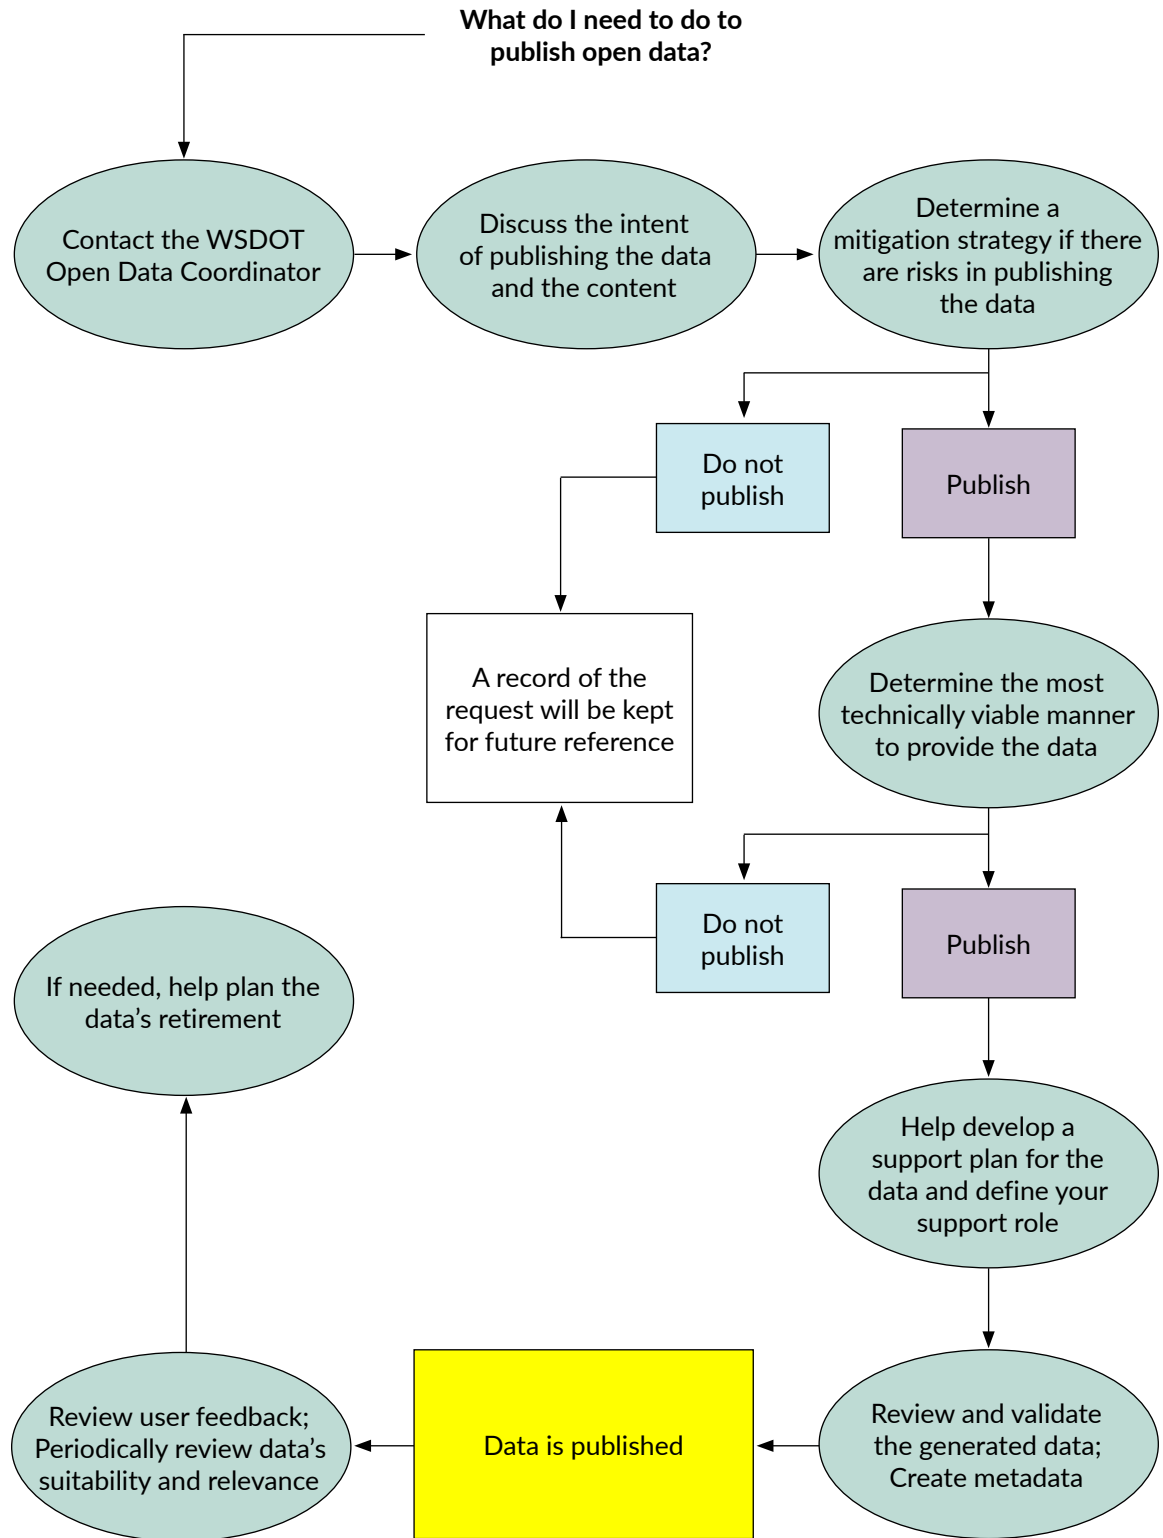 What do I need to do to
publish open data?
Contact the WSDOT
Open Data Coordinator
Discuss the intent
of publishing the data
and the content
Determine a
mitigation strategy if there
are risks in publishing
the data
Do not
publish
Publish
A record of the
request will be kept
for future reference
Determine the most
technically viable manner
to provide the data
Do not
publish
Publish
If needed, help plan the
data’s retirement
Help develop a
support plan for the
data and define your
support role
Review user feedback;
Periodically review data’s
suitability and relevance
Data is published
Review and validate
the generated data;
Create metadata